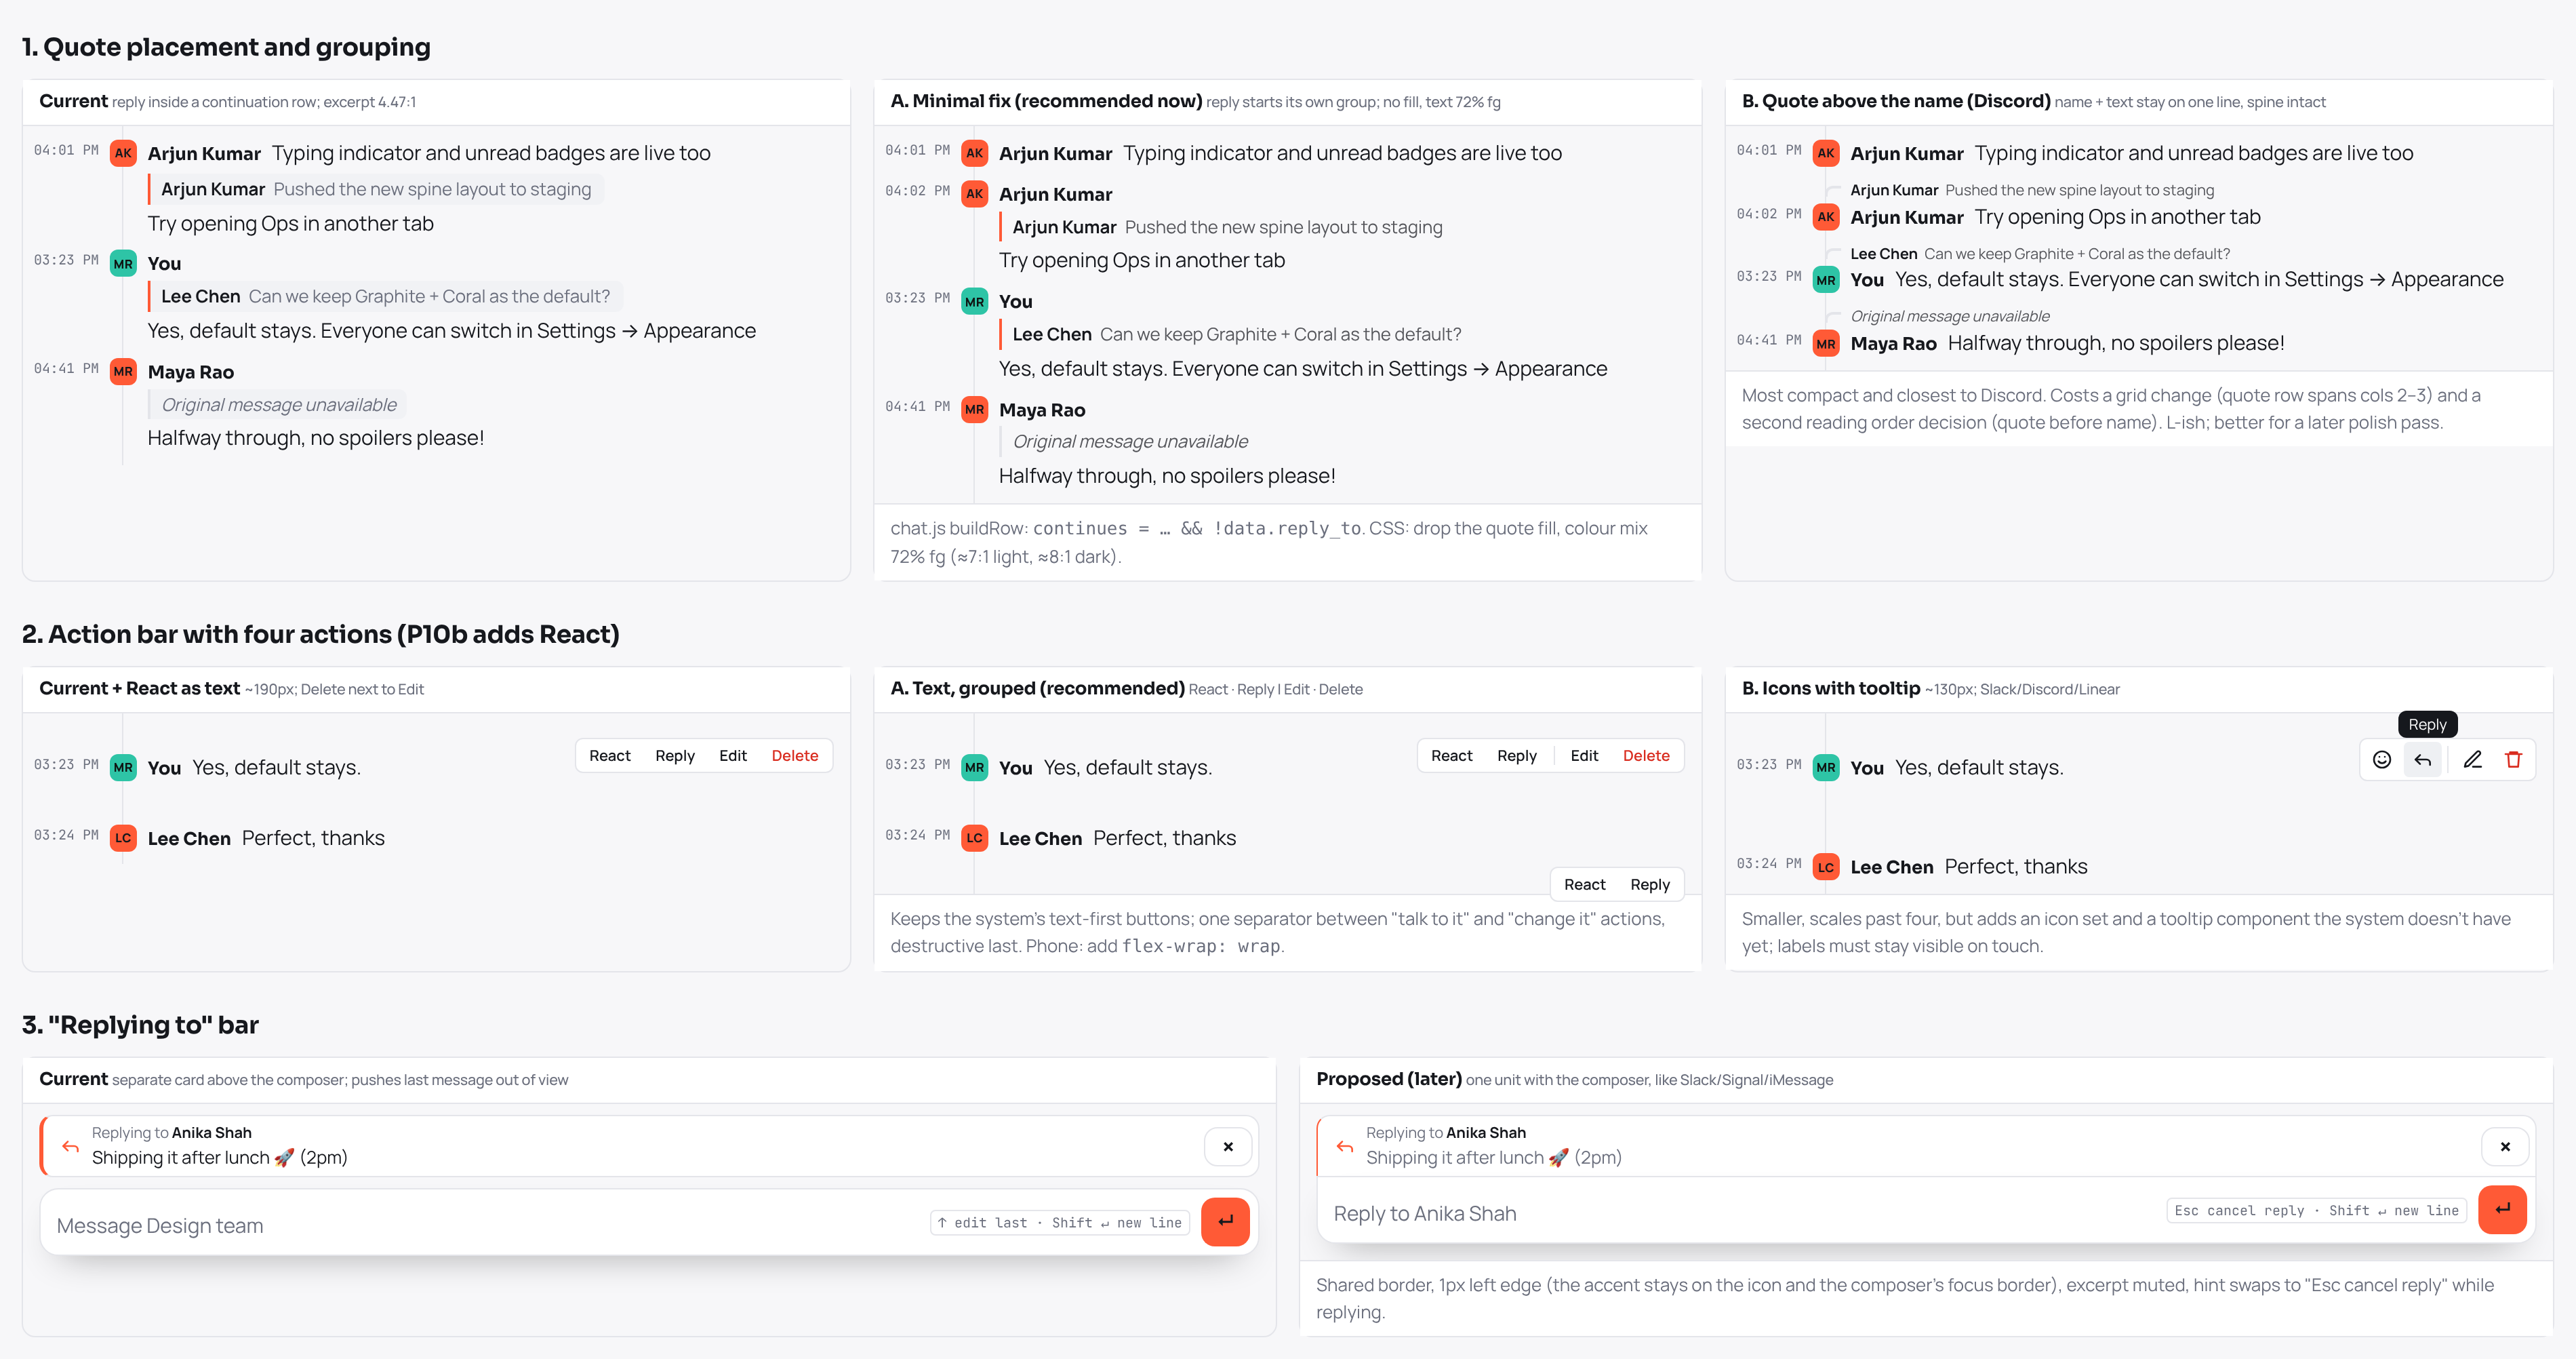 1. Quote placement and grouping
Current reply inside a continuation row; excerpt 4.47:1
04:01 PM AK Arjun Kumar Typing indicator and unread badges are live too
Arjun Kumar Pushed the new spine layout to staging
Try opening Ops in another tab
03:23 PM MR You
Lee Chen Can we keep Graphite + Coral as the default?
Yes, default stays. Everyone can switch in Settings → Appearance
04:41 PM MR Maya Rao
Original message unavailable
Halfway through, no spoilers please!
A. Minimal fix (recommended now) reply starts its own group; no fill, text 72% fg
04:01 PM AK Arjun Kumar Typing indicator and unread badges are live too
04:02 PM AK Arjun Kumar
Arjun Kumar Pushed the new spine layout to staging
Try opening Ops in another tab
03:23 PM MR You
Lee Chen Can we keep Graphite + Coral as the default?
Yes, default stays. Everyone can switch in Settings → Appearance
04:41 PM MR Maya Rao
Original message unavailable
Halfway through, no spoilers please!
chat.js buildRow: continues = … && !data.reply_to. CSS: drop the quote fill, colour mix
72% fg (≈7:1 light, ≈8:1 dark).
B. Quote above the name (Discord) name + text stay on one line, spine intact
04:01 PM AK Arjun Kumar Typing indicator and unread badges are live too
Arjun Kumar Pushed the new spine layout to staging
04:02 PM AK Arjun Kumar Try opening Ops in another tab
Lee Chen Can we keep Graphite + Coral as the default?
03:23 PM MR You Yes, default stays. Everyone can switch in Settings → Appearance
Original message unavailable
04:41 PM MR Maya Rao Halfway through, no spoilers please!
Most compact and closest to Discord. Costs a grid change (quote row spans cols 2–3) and a
second reading order decision (quote before name). L-ish; better for a later polish pass.
2. Action bar with four actions (P10b adds React)
Current + React as text ~190px; Delete next to Edit
React Reply Edit Delete
03:23 PM MR You Yes, default stays.
03:24 PM LC Lee Chen Perfect, thanks
A. Text, grouped (recommended) React · Reply | Edit · Delete
React Reply Edit Delete
03:23 PM MR You Yes, default stays.
03:24 PM LC Lee Chen Perfect, thanks
React Reply
Keeps the system's text-first buttons; one separator between "talk to it" and "change it" actions,
destructive last. Phone: add flex-wrap: wrap.
B. Icons with tooltip ~130px; Slack/Discord/Linear
Reply
03:23 PM MR You Yes, default stays.
03:24 PM LC Lee Chen Perfect, thanks
Smaller, scales past four, but adds an icon set and a tooltip component the system doesn't have
yet; labels must stay visible on touch.
3. "Replying to" bar
Current separate card above the composer; pushes last message out of view
Replying to Anika Shah
Shipping it after lunch 🚀 (2pm)
Message Design team
↑ edit last · Shift ↵ new line
Proposed (later) one unit with the composer, like Slack/Signal/iMessage
Replying to Anika Shah
Shipping it after lunch 🚀 (2pm)
Reply to Anika Shah
Esc cancel reply · Shift ↵ new line
Shared border, 1px left edge (the accent stays on the icon and the composer's focus border), excerpt muted, hint swaps to "Esc cancel reply" while
replying.